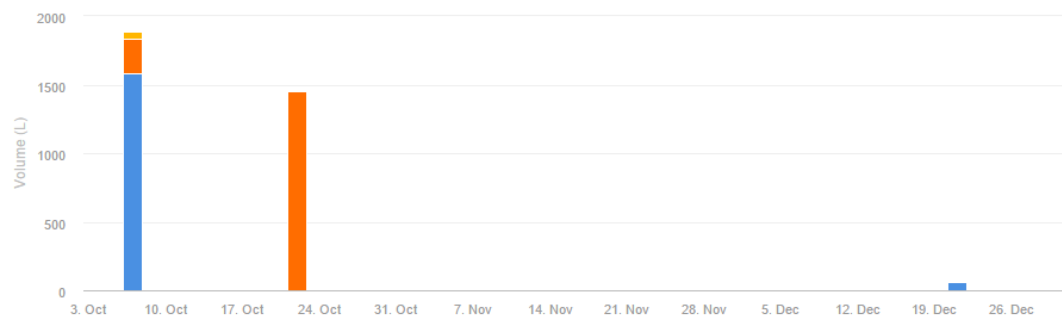 2000
1500
1000
500
0
Volume (L)
3. Oct 10. Oct 17. Oct 24. Oct 31. Oct 7. Nov 14. Nov 21. Nov 28. Nov 5. Dec 12. Dec 19. Dec 26. Dec